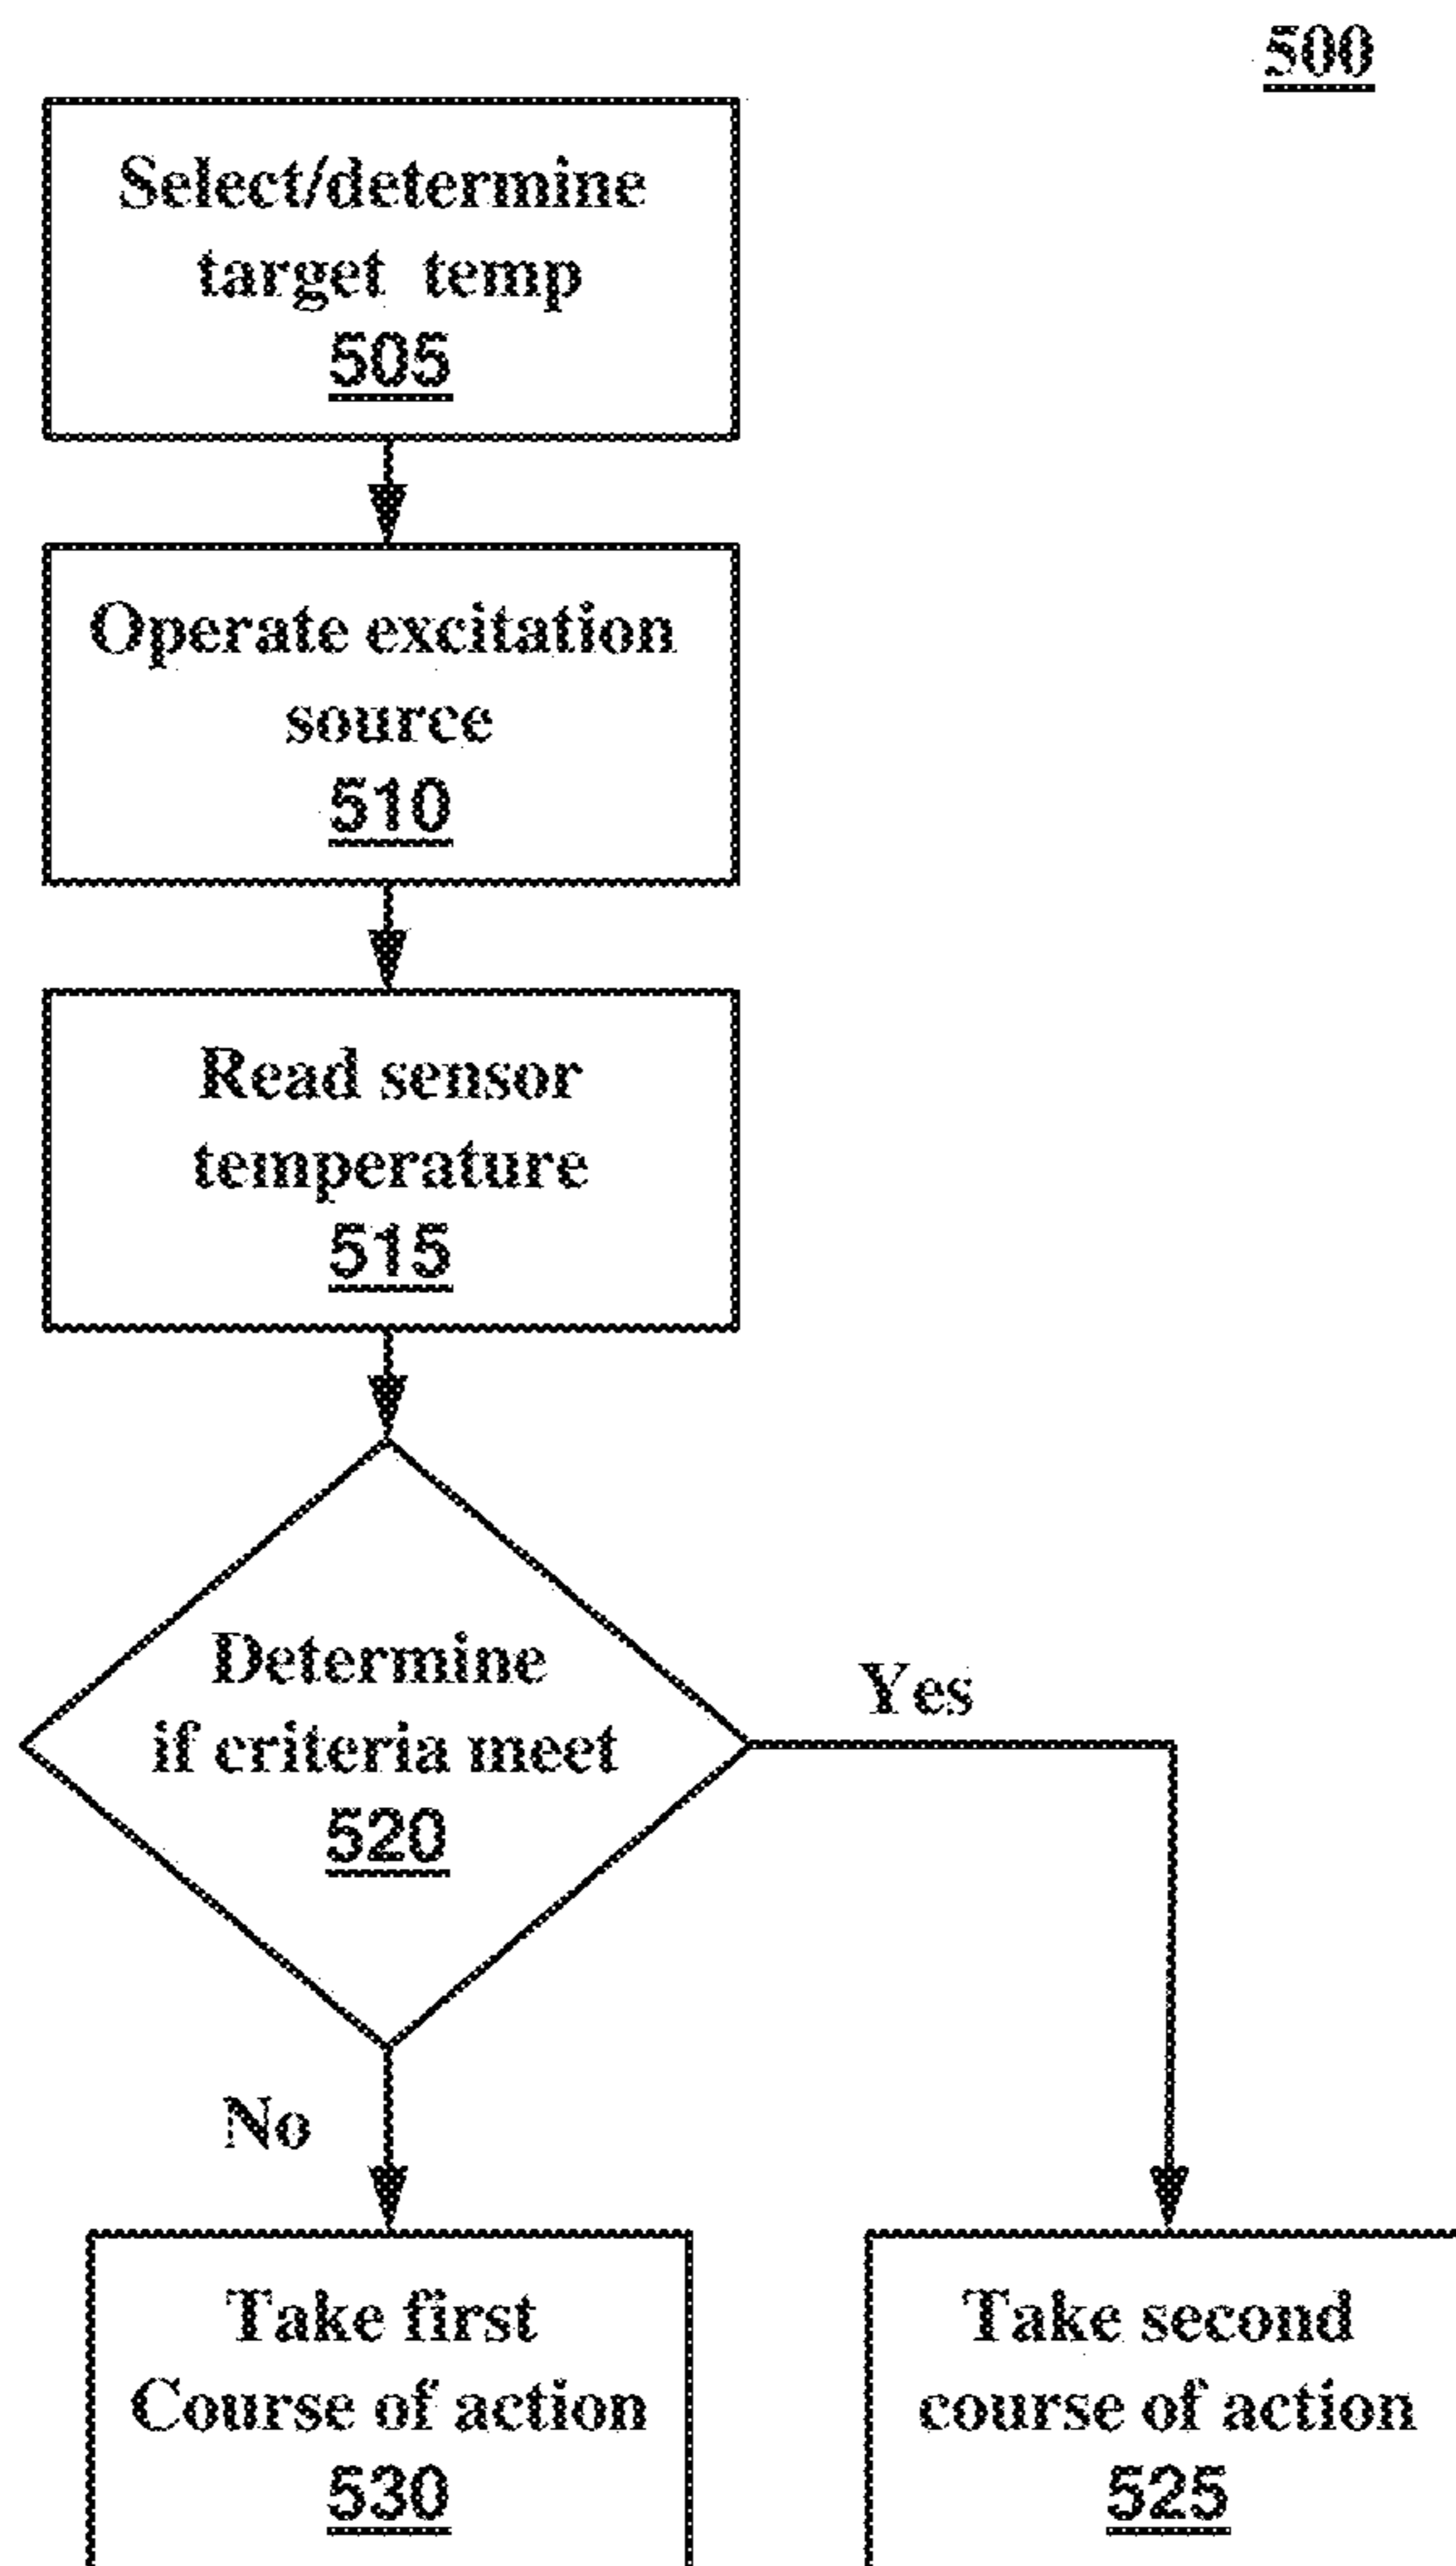 500
Select/determine
target temp
505
Operate excitation
source
510
Read sensor
temperature
515
Determine
if criteria meet
520
Yes
No
Take first
Course of action
530
Take second
course of action
525